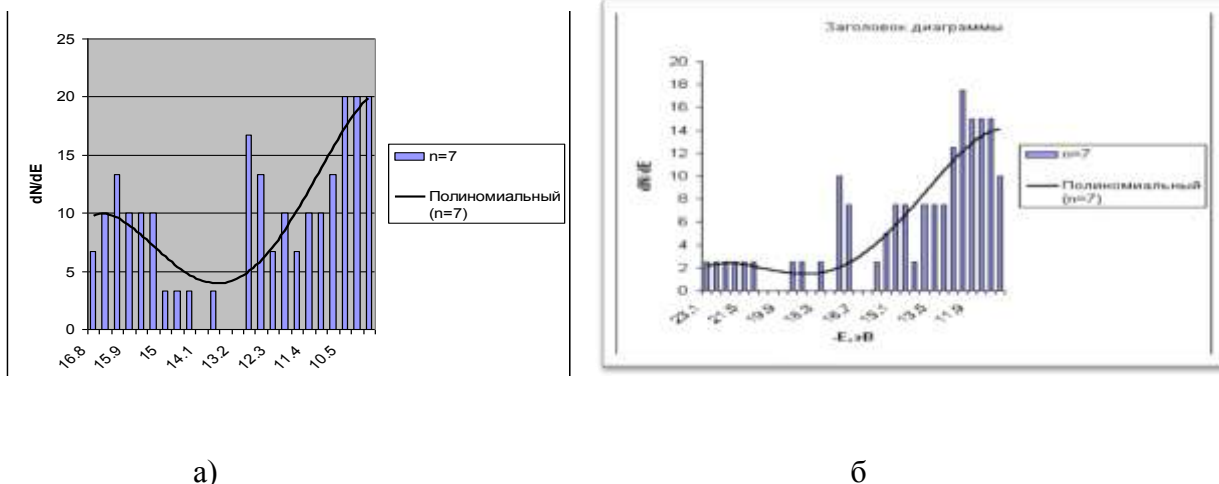 25
20
15
10
5
0
dN/dE
16.8
15.9
15
14.1
13.2
12.3
11.4
10.5
n=7
Полиномиальный
(n=7)
а)
Заголовок диаграммы
20
18
16
14
12
10
8
6
4
2
0
dN/dE
23.1
21.5
19.9
18.3
16.7
15.1
13.5
11.9
-E,эВ
n=7
Полиномиальный
(n=7)
б